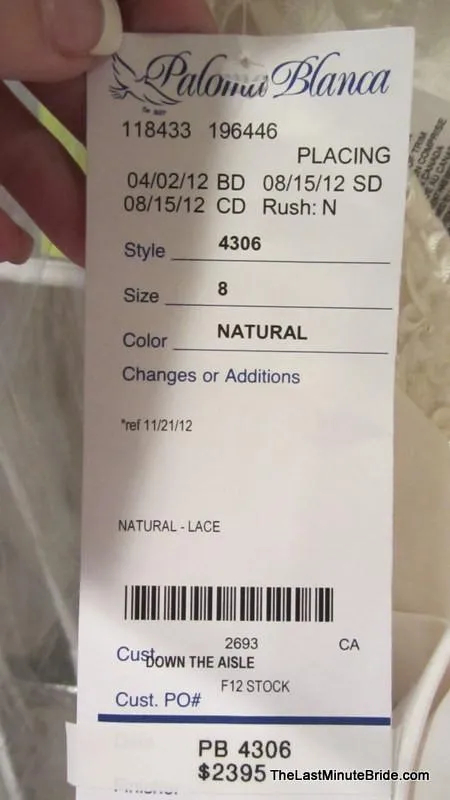 Paloma Blanca
118433 196446
PLACING
04/02/12 BD 08/15/12 SD
08/15/12 CD Rush: N
Style 4306
Size 8
Color NATURAL
Changes or Additions
*ref 11/21/12
NATURAL - LACE
2693 CA
Cust. DOWN THE AISLE
F12 STOCK
Cust. PO#
PB 4306
$2395
TheLastMinuteBride.com